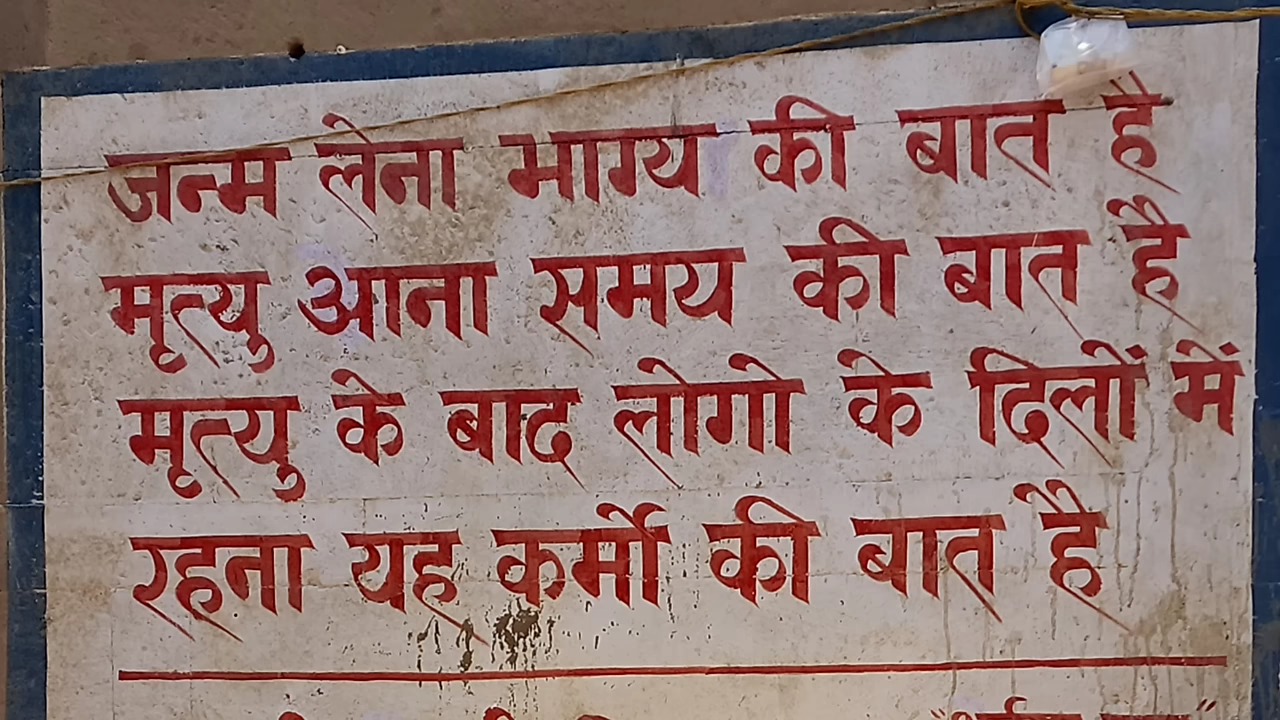 जन्म लेना भाग्य की बात है
मृत्यु आना समय की बात है
मृत्यु के बाद लोगो के दिलों में
रहना यह कर्मो की बात है